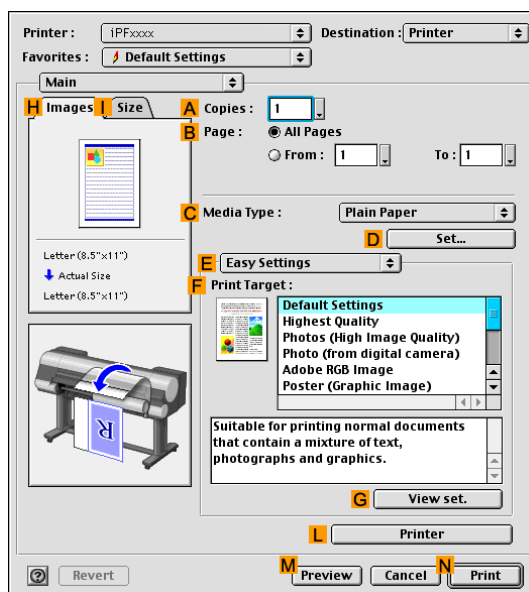 Printer : iPFxxxx Destination : Printer
Favorites : Default Settings
Main
H Images I Size
A Copies : 1
B Page : All Pages
From : 1 To : 1
C Media Type : Plain Paper
D Set...
Letter (8.5"x11")
Actual Size
Letter (8.5"x11")
E Easy Settings
F Print Target :
Default Settings
Highest Quality
Photos (High Image Quality)
Photo (from digital camera)
Adobe RGB Image
Poster (Graphic Image)
R
Suitable for printing normal documents
that contain a mixture of text,
photographs and graphics.
G View set.
L Printer
? Revert M Preview Cancel N Print